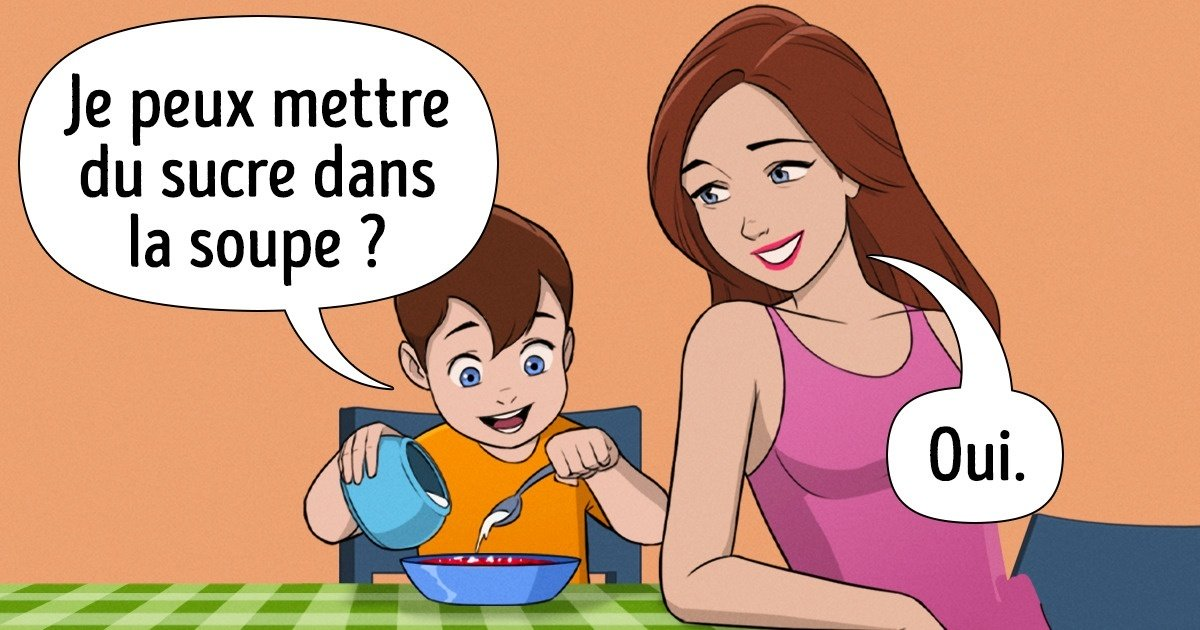 Je peux mettre
du sucre dans
la soupe ?
Oui.